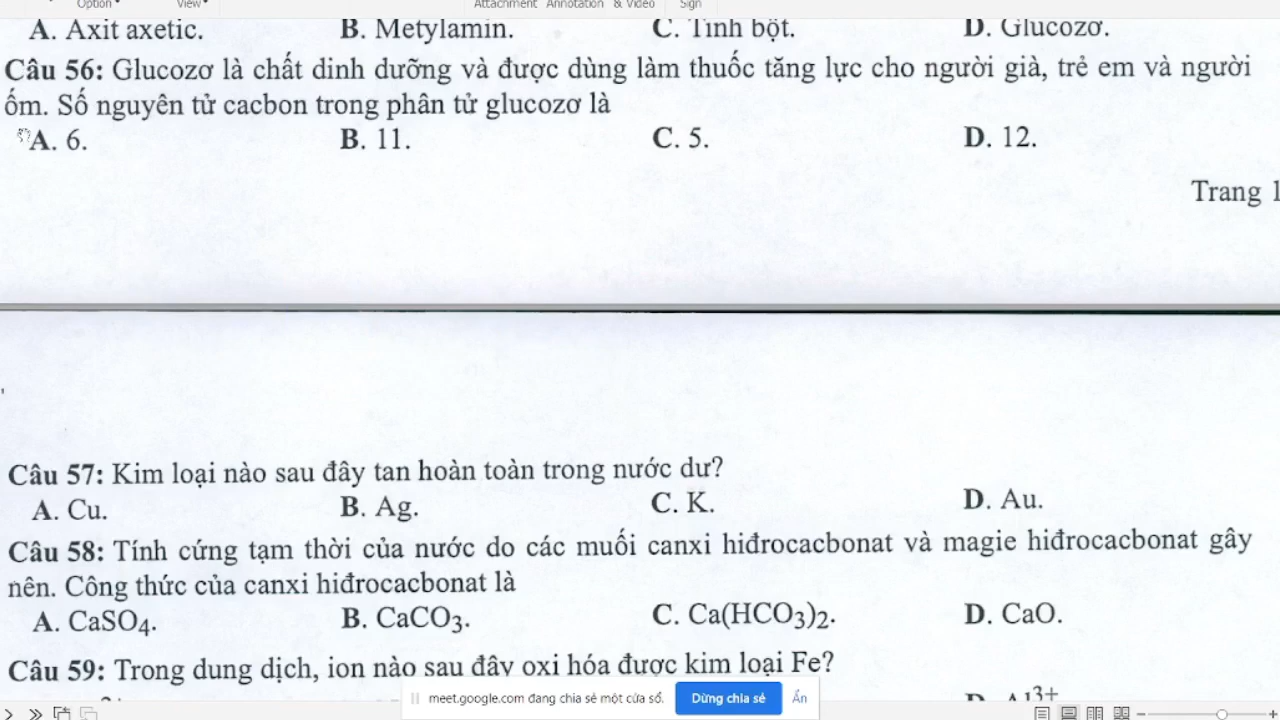 Option View Attachment Annotation & Video Sign
A. Axit axetic. B. Metylamin. C. Tinh bột. D. Glucozơ.
Câu 56: Glucozơ là chất dinh dưỡng và được dùng làm thuốc tăng lực cho người già, trẻ em và người
ốm. Số nguyên tử cacbon trong phân tử glucozơ là
A. 6. B. 11. C. 5. D. 12.
Trang 1
Câu 57: Kim loại nào sau đây tan hoàn toàn trong nước dư?
A. Cu. B. Ag. C. K. D. Au.
Câu 58: Tính cứng tạm thời của nước do các muối canxi hiđrocacbonat và magie hiđrocacbonat gây
nên. Công thức của canxi hiđrocacbonat là
A. CaSO4. B. CaCO3. C. Ca(HCO3)2. D. CaO.
Câu 59: Trong dung dịch, ion nào sau đây oxi hóa được kim loại Fe?
meet.google.com đang chia sẻ một cửa sổ. Dừng chia sẻ Ẩn